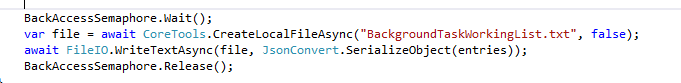 BackAccessSemaphore.Wait();
var file = await CoreTools.CreateLocalFileAsync("BackgroundTaskWorkingList.txt", false);
await FileIO.WriteTextAsync(file, JsonConvert.SerializeObject(entries));
BackAccessSemaphore.Release();